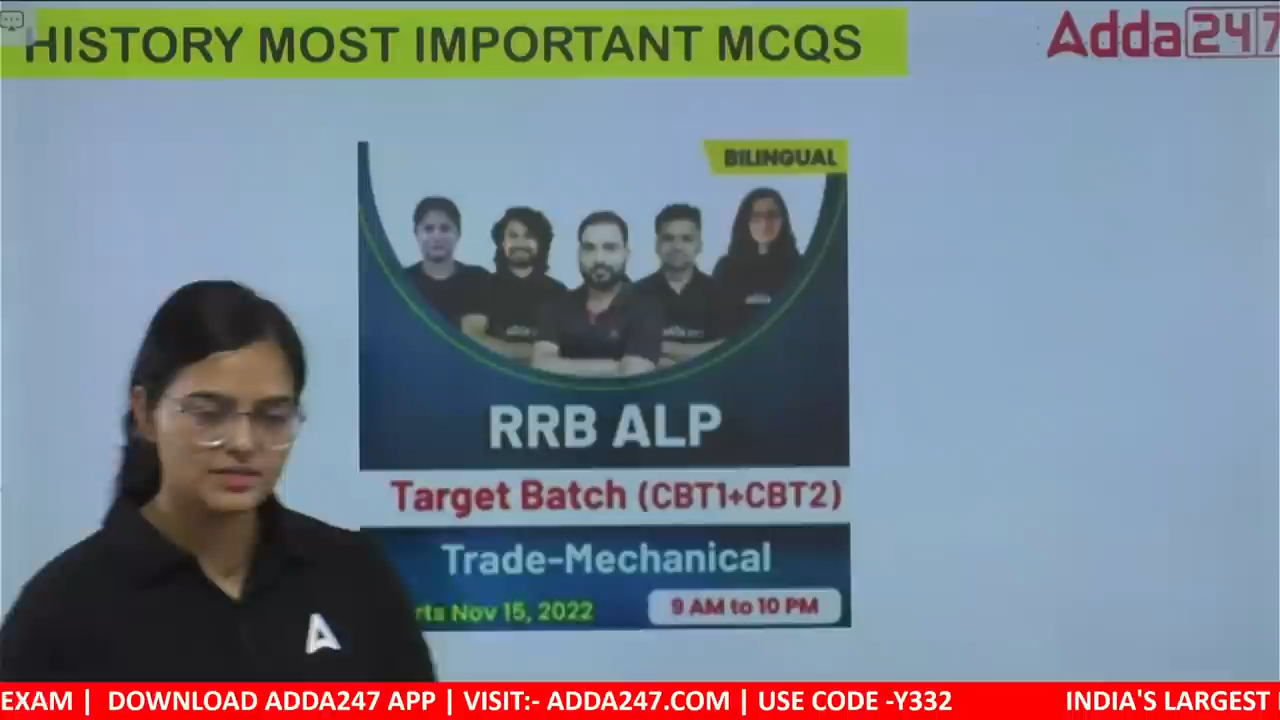 HISTORY MOST IMPORTANT MCQS
Adda247
BILINGUAL
RRB ALP
Target Batch (CBT1+CBT2)
Trade-Mechanical
rts Nov 15, 2022
9 AM to 10 PM
EXAM | DOWNLOAD ADDA247 APP | VISIT:- ADDA247.COM | USE CODE -Y332 INDIA'S LARGEST